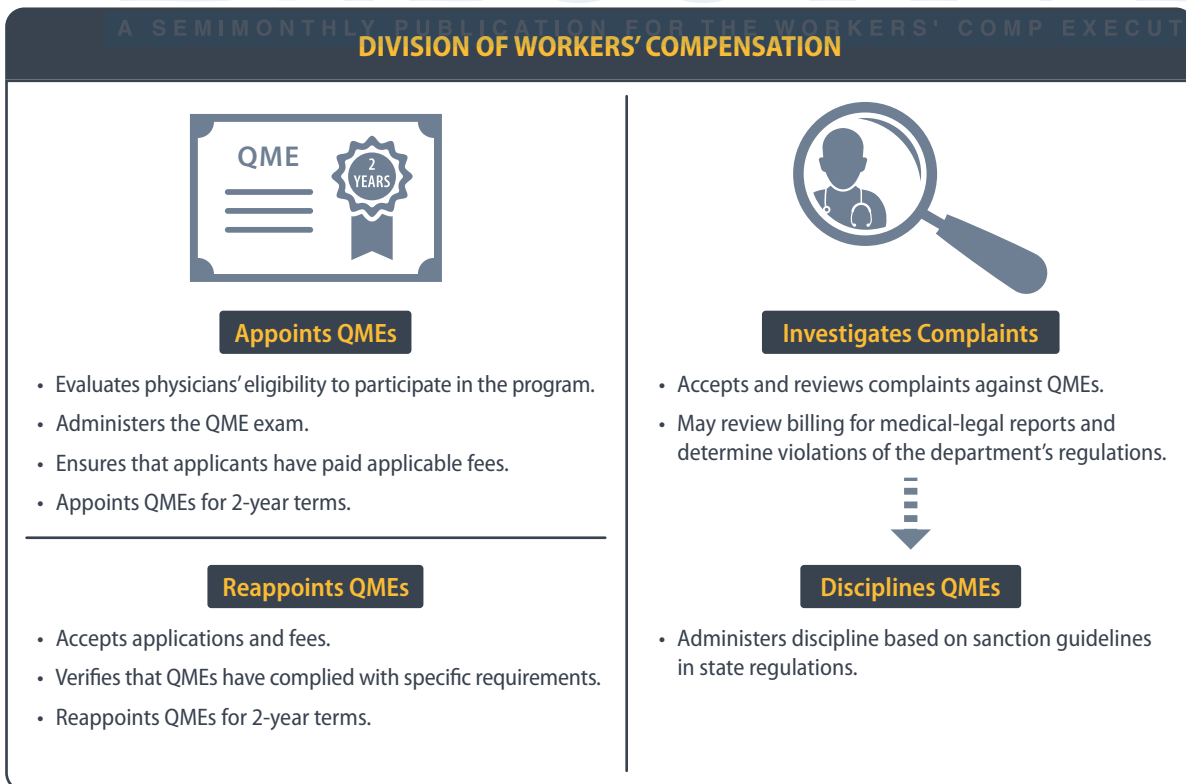 A SEMIMONTHLY PUBLICATION FOR THE WORKERS' COMP EXECUT
DIVISION OF WORKERS' COMPENSATION
QME
2
YEARS
Appoints QMEs
• Evaluates physicians' eligibility to participate in the program.
• Administers the QME exam.
• Ensures that applicants have paid applicable fees.
• Appoints QMEs for 2-year terms.
Reappoints QMEs
• Accepts applications and fees.
• Verifies that QMEs have complied with specific requirements.
• Reappoints QMEs for 2-year terms.
Investigates Complaints
• Accepts and reviews complaints against QMEs.
• May review billing for medical-legal reports and
determine violations of the department's regulations.
Disciplines QMEs
• Administers discipline based on sanction guidelines
in state regulations.